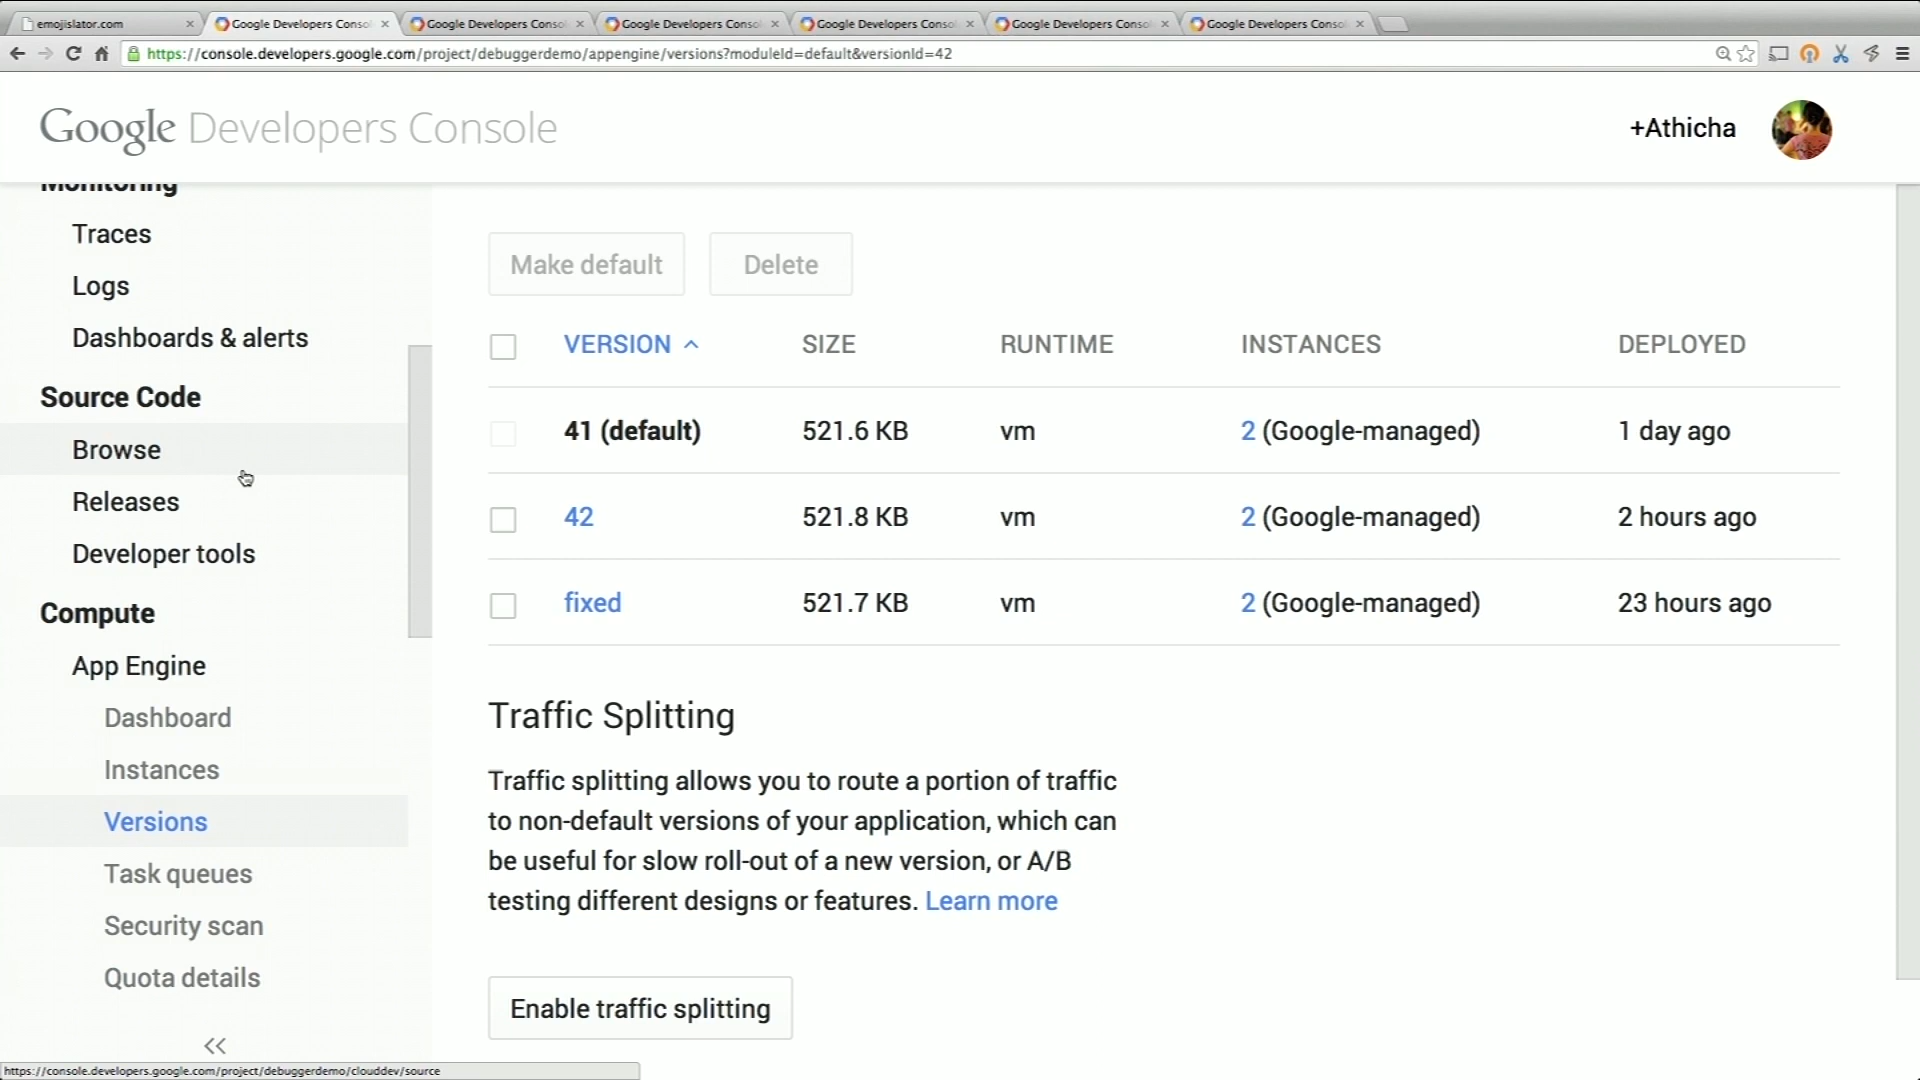 emojislator.com
Google Developers Consol
Google Developers Conso
Google Developers Conso
Google Developers Conso
Google Developers Conso
Google Developers Conso
https://console.developers.google.com/project/debuggerdemo/appengine/versions?moduleId=default&versionId=42
Google Developers Console
+Athicha
Monitoring
Traces
Logs
Dashboards & alerts
Source Code
Browse
Releases
Developer tools
Compute
App Engine
Dashboard
Instances
Versions
Task queues
Security scan
Quota details
Make default Delete
VERSION SIZE RUNTIME INSTANCES DEPLOYED
41 (default) 521.6 KB vm 2 (Google-managed) 1 day ago
42 521.8 KB vm 2 (Google-managed) 2 hours ago
fixed 521.7 KB vm 2 (Google-managed) 23 hours ago
Traffic Splitting
Traffic splitting allows you to route a portion of traffic
to non-default versions of your application, which can
be useful for slow roll-out of a new version, or A/B
testing different designs or features. Learn more
Enable traffic splitting
https://console.developers.google.com/project/debuggerdemo/clouddev/source